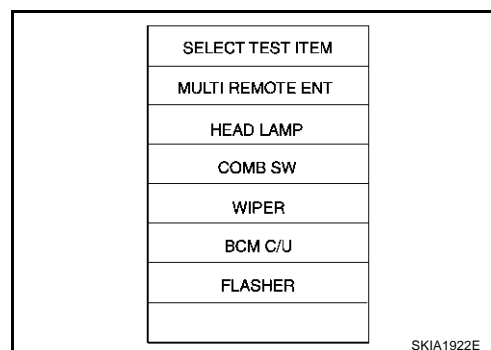 SELECT TEST ITEM
MULTI REMOTE ENT
HEAD LAMP
COMB SW
WIPER
BCM C/U
FLASHER
SKIA1922E